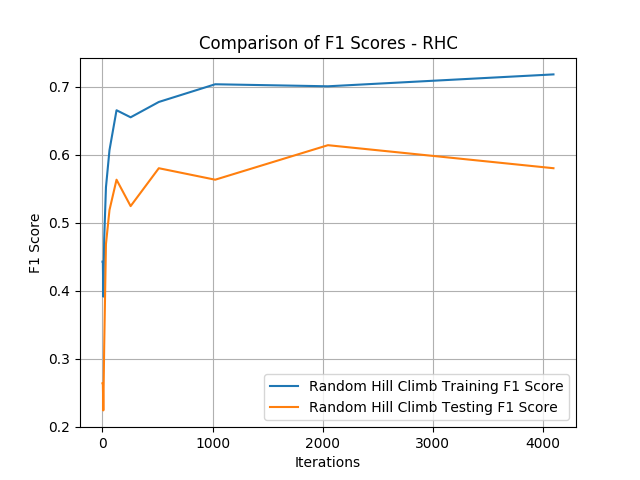 Comparison of F1 Scores - RHC
0.7
0.6
0.5
0.4
0.3
0.2
F1 Score
Random Hill Climb Training F1 Score
Random Hill Climb Testing F1 Score
0 1000 2000 3000 4000
Iterations